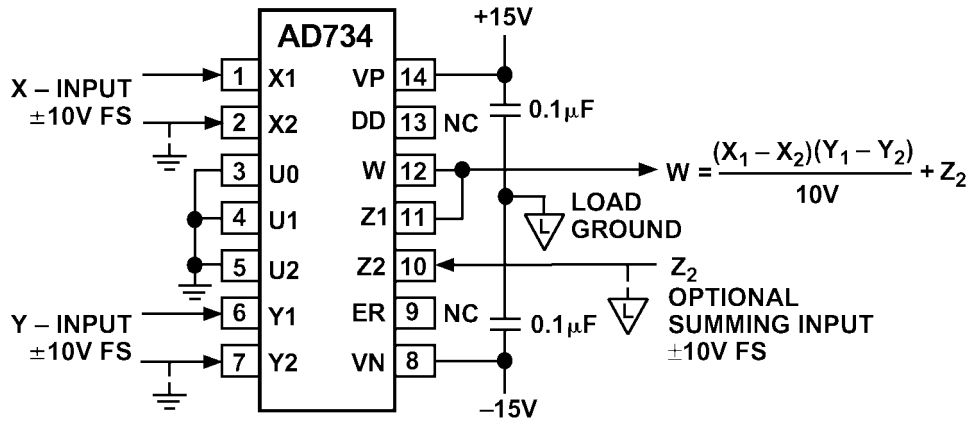 +15V
AD734
X – INPUT
±10V FS
1 X1
2 X2
3 U0
4 U1
5 U2
6 Y1
7 Y2
Y – INPUT
±10V FS
VP 14
DD 13 NC
W 12
Z1 11
Z2 10
ER 9 NC
VN 8
0.1µF
W = (X1 – X2)(Y1 – Y2) / 10V + Z2
L
LOAD
GROUND
Z2
L
OPTIONAL
SUMMING INPUT
±10V FS
0.1µF
–15V